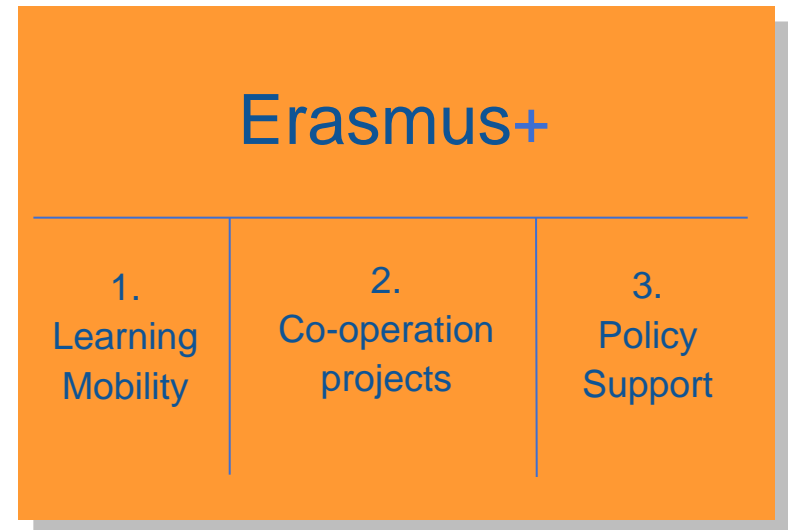 Erasmus+
1.
Learning
Mobility
2.
Co-operation
projects
3.
Policy
Support